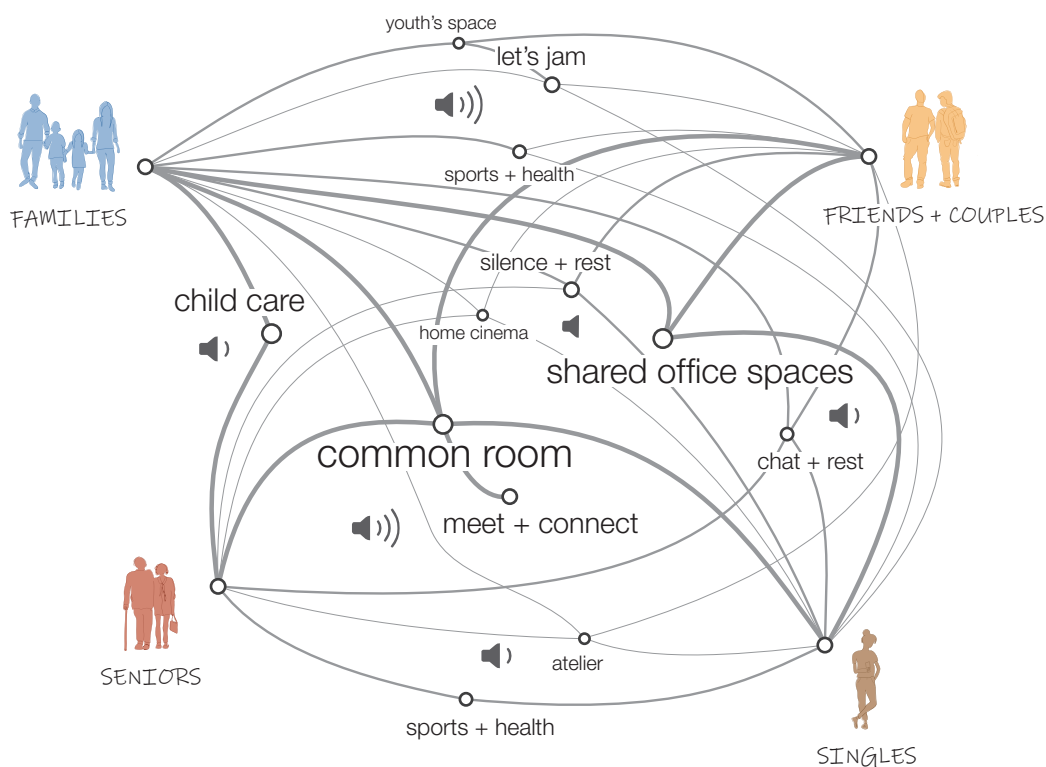 youth's space
let's jam
sports + health
FAMILIES
FRIENDS + COUPLES
silence + rest
child care
home cinema
shared office spaces
common room
chat + rest
meet + connect
atelier
SENIORS
sports + health
SINGLES